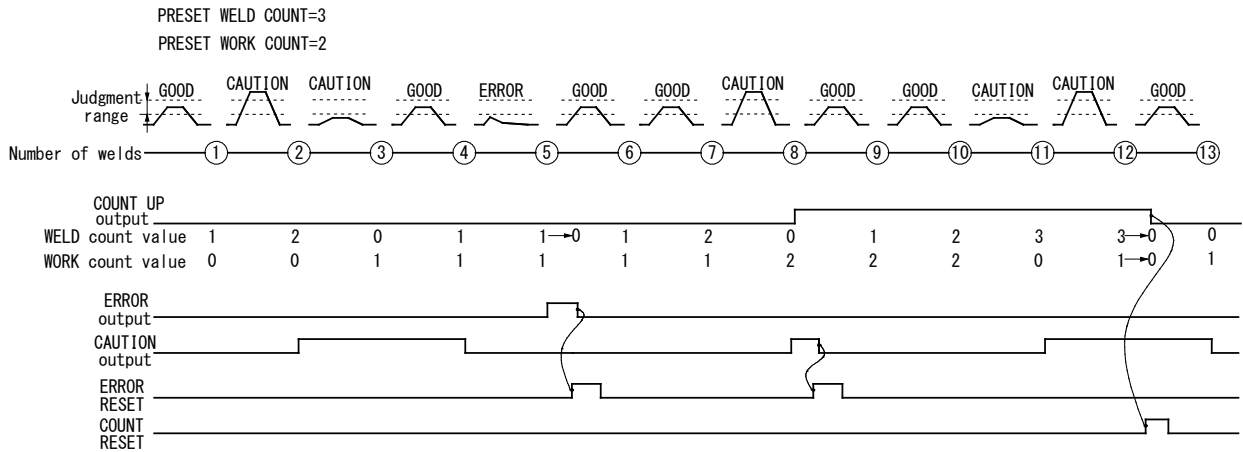 PRESET WELD COUNT=3
PRESET WORK COUNT=2
GOOD CAUTION CAUTION GOOD ERROR GOOD GOOD CAUTION GOOD GOOD CAUTION CAUTION GOOD
Judgment
range
Number of welds 1 2 3 4 5 6 7 8 9 10 11 12 13
COUNT UP
output
WELD count value 1 2 0 1 1→0 1 2 0 1 2 3 3→0 0
WORK count value 0 0 1 1 1 1 1 2 2 2 0 1→0 1
ERROR
output
CAUTION
output
ERROR
RESET
COUNT
RESET